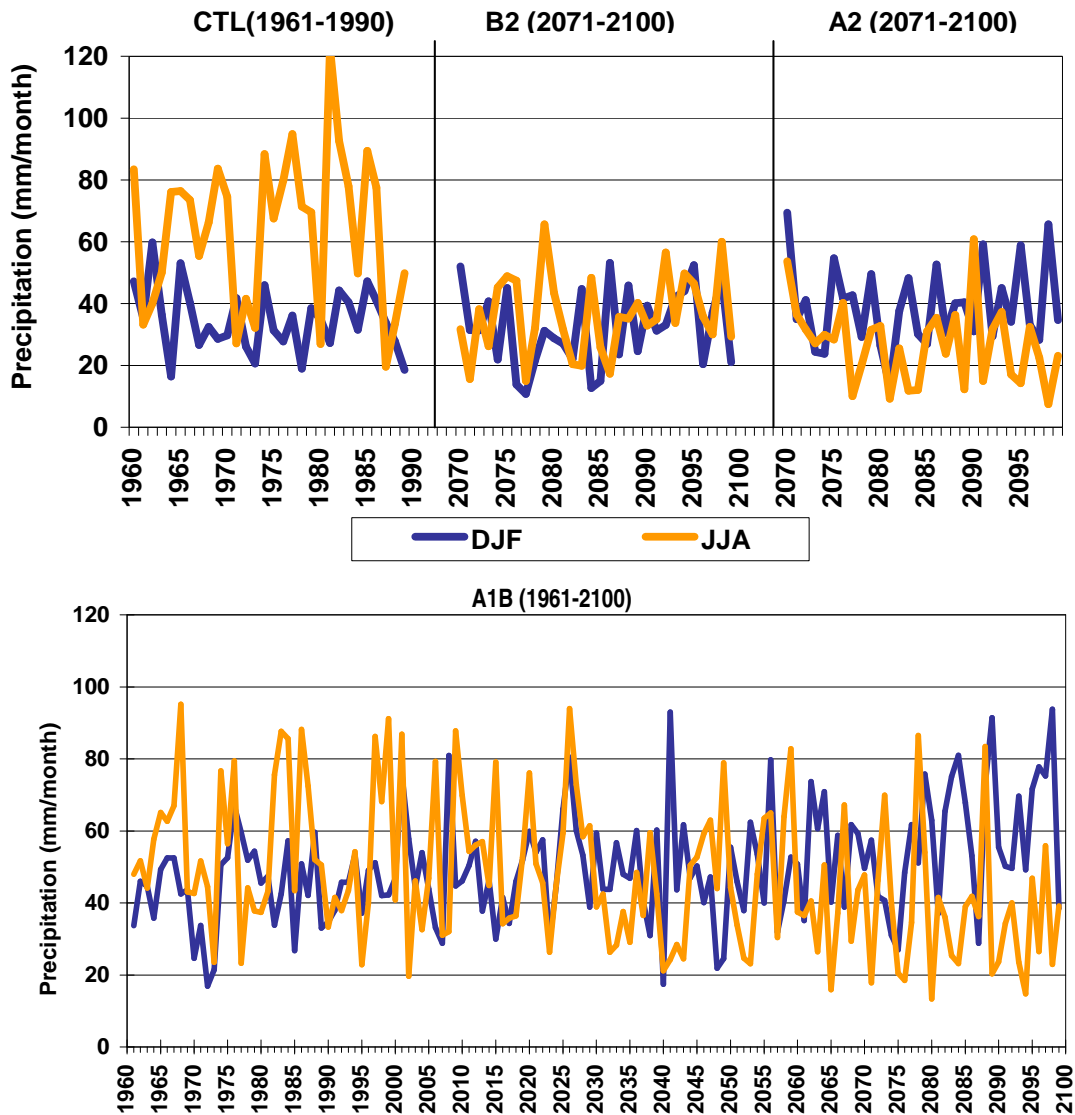 CTL(1961-1990) B2 (2071-2100) A2 (2071-2100)
Precipitation (mm/month)
120
100
80
60
40
20
0
1960 1965 1970 1975 1980 1985 1990 2070 2075 2080 2085 2090 2095 2100 2070 2075 2080 2085 2090 2095
DJF JJA
A1B (1961-2100)
Precipitation (mm/month)
120
100
80
60
40
20
0
1960 1965 1970 1975 1980 1985 1990 1995 2000 2005 2010 2015 2020 2025 2030 2035 2040 2045 2050 2055 2060 2065 2070 2075 2080 2085 2090 2095 2100